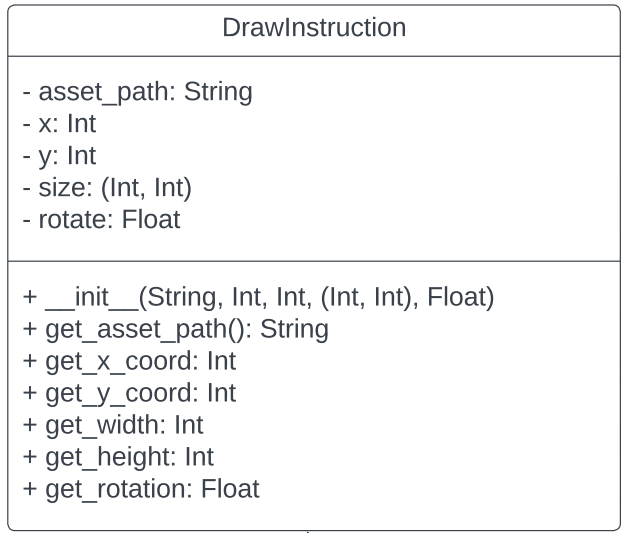 DrawInstruction
- asset_path: String
- x: Int
- y: Int
- size: (Int, Int)
- rotate: Float
+ __init__(String, Int, Int, (Int, Int), Float)
+ get_asset_path(): String
+ get_x_coord: Int
+ get_y_coord: Int
+ get_width: Int
+ get_height: Int
+ get_rotation: Float